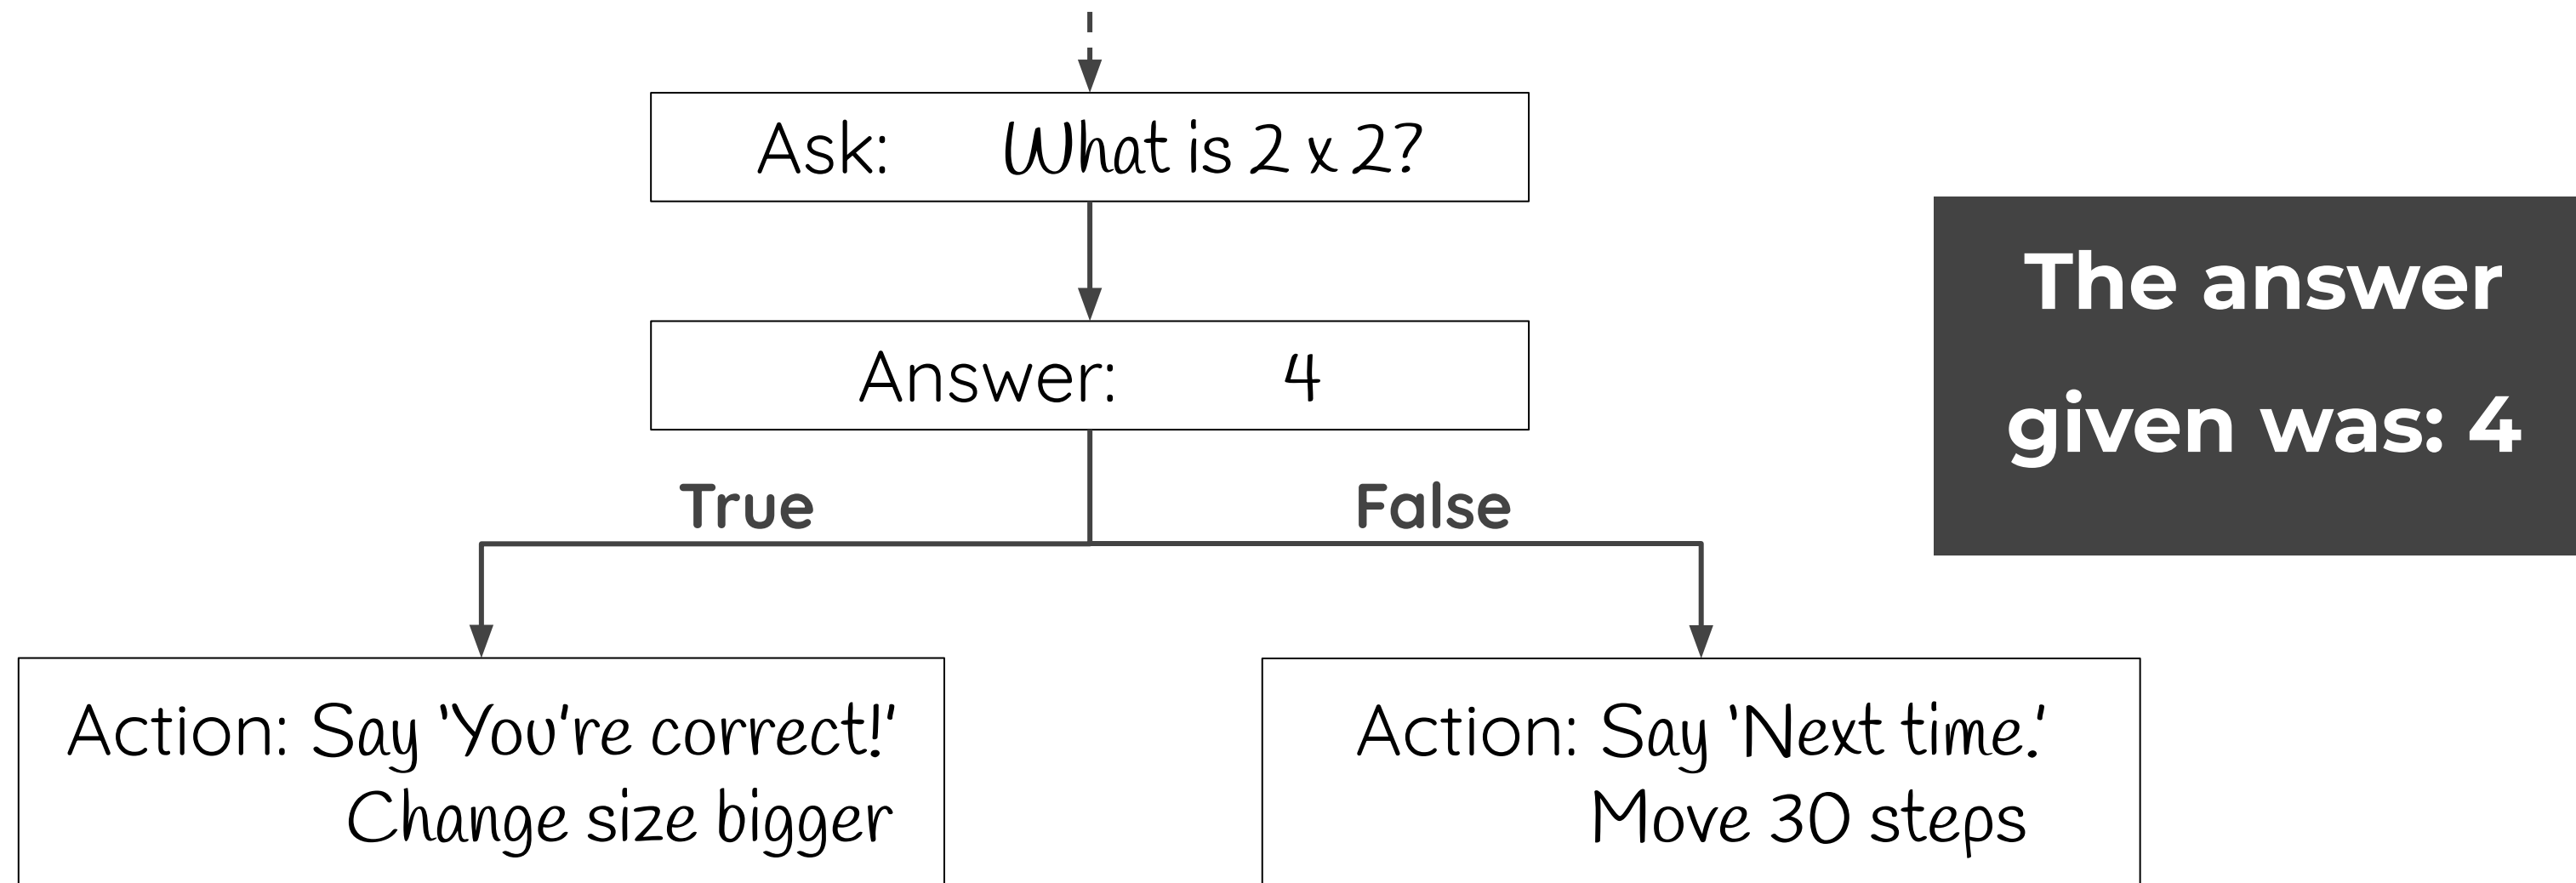 Ask: What is 2 x 2?
Answer: 4
The answer
given was: 4
True
False
Action: Say 'You're correct!'
Change size bigger
Action: Say 'Next time.'
Move 30 steps